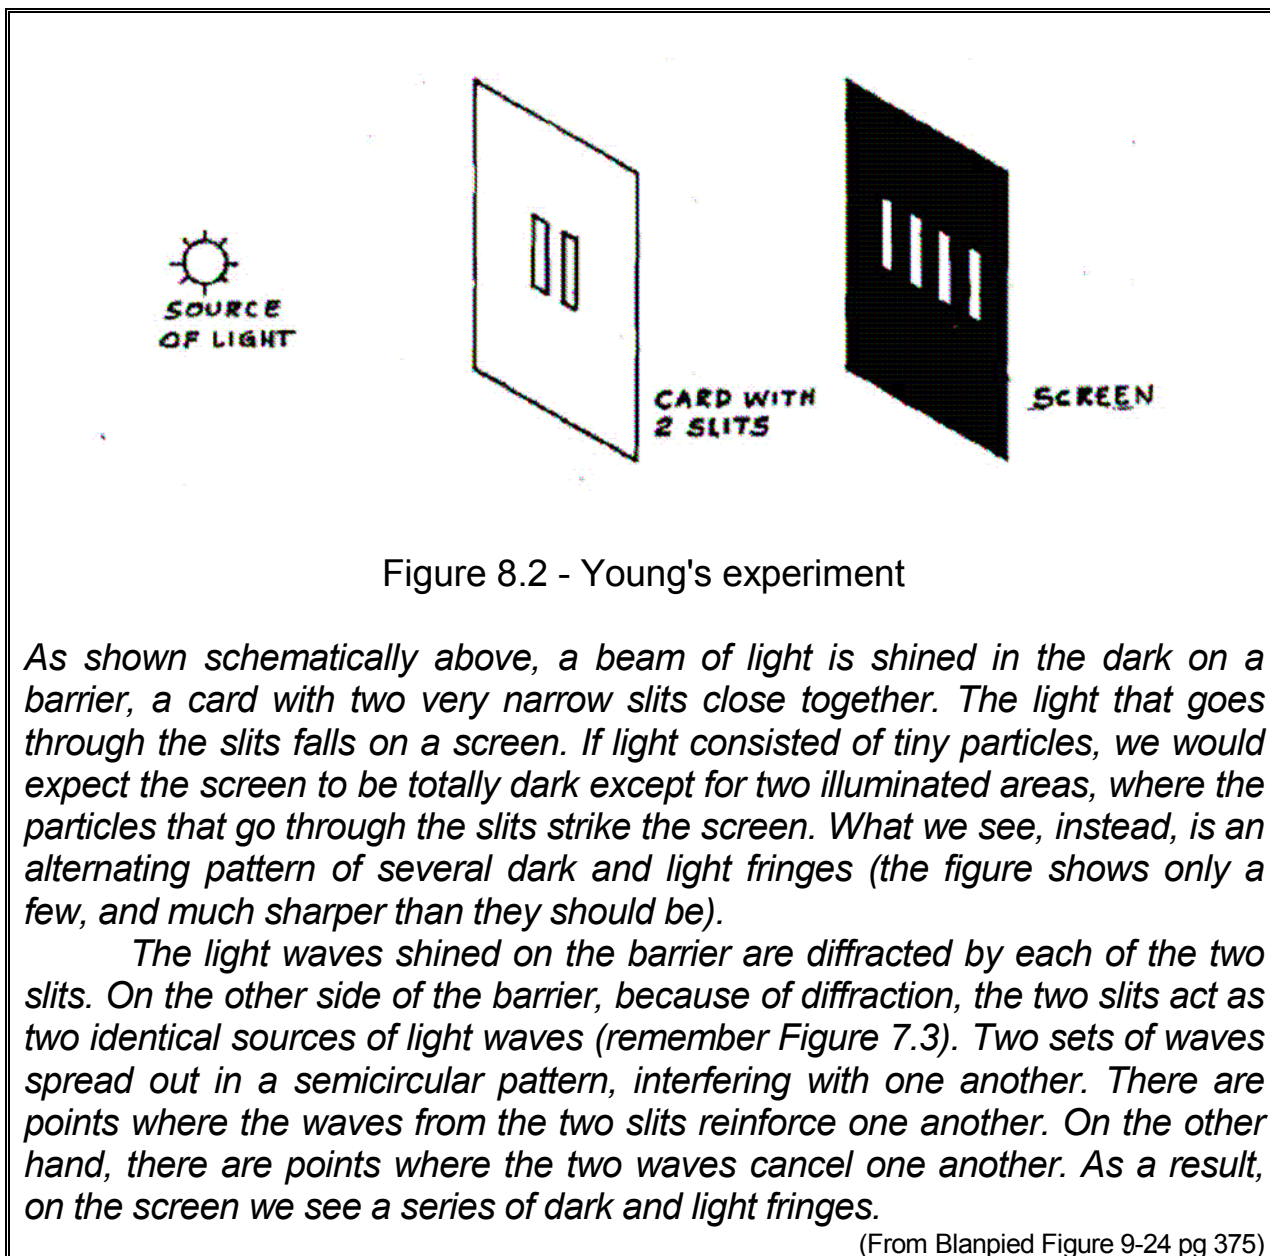 SOURCE
OF LIGHT
CARD WITH
2 SLITS
SCREEN
Figure 8.2 - Young's experiment
As shown schematically above, a beam of light is shined in the dark on a
barrier, a card with two very narrow slits close together. The light that goes
through the slits falls on a screen. If light consisted of tiny particles, we would
expect the screen to be totally dark except for two illuminated areas, where the
particles that go through the slits strike the screen. What we see, instead, is an
alternating pattern of several dark and light fringes (the figure shows only a
few, and much sharper than they should be).
The light waves shined on the barrier are diffracted by each of the two
slits. On the other side of the barrier, because of diffraction, the two slits act as
two identical sources of light waves (remember Figure 7.3). Two sets of waves
spread out in a semicircular pattern, interfering with one another. There are
points where the waves from the two slits reinforce one another. On the other
hand, there are points where the two waves cancel one another. As a result,
on the screen we see a series of dark and light fringes.
(From Blanpied Figure 9-24 pg 375)